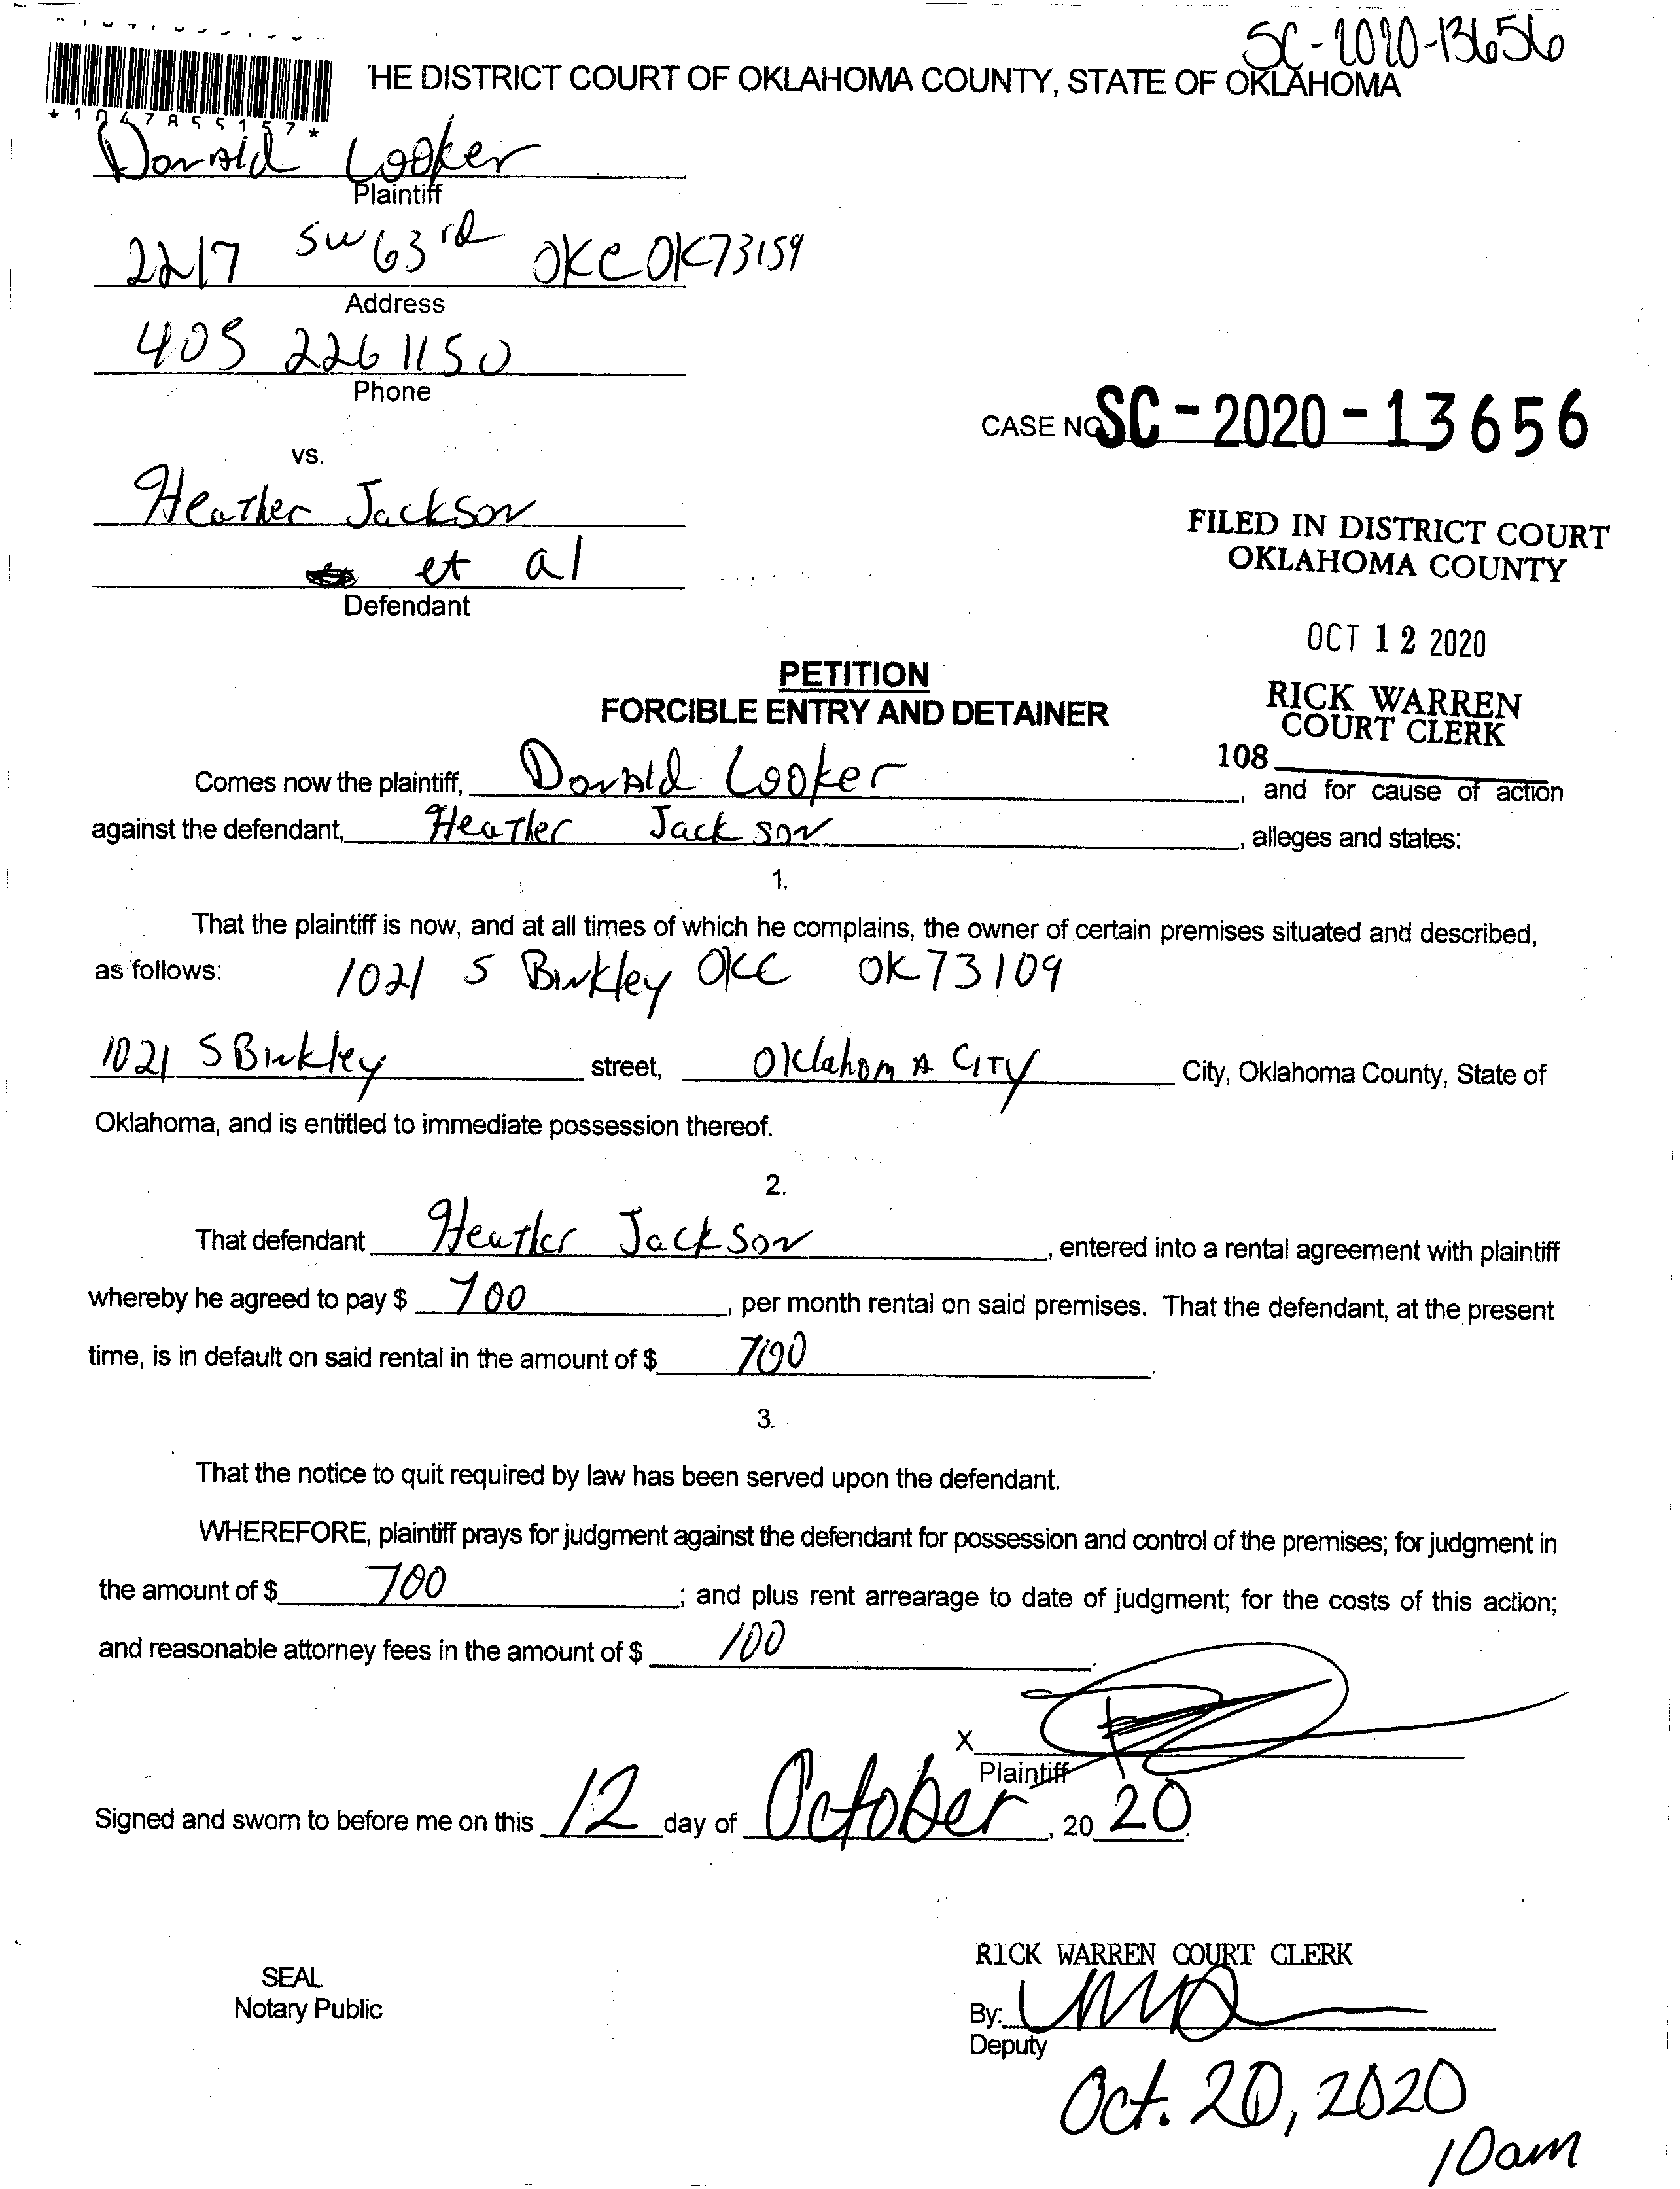 SC-2020-13656
HE DISTRICT COURT OF OKLAHOMA COUNTY, STATE OF OKLAHOMA
*1047855157*
Donald Looker
Plaintiff
2217 SW 63rd OKC OK 73159
Address
405 226 1150
Phone
CASE NO SC-2020-13656
vs.
Heather Jackson
et al
Defendant
FILED IN DISTRICT COURT
OKLAHOMA COUNTY
OCT 12 2020
RICK WARREN
COURT CLERK
108
PETITION
FORCIBLE ENTRY AND DETAINER
Comes now the plaintiff, Donald Looker, and for cause of action
against the defendant, Heather Jackson, alleges and states:
1.
That the plaintiff is now, and at all times of which he complains, the owner of certain premises situated and described,
as follows: 1021 S Binkley OKC OK 73109
1021 S Binkley street, Oklahoma City City, Oklahoma County, State of
Oklahoma, and is entitled to immediate possession thereof.
2.
That defendant Heather Jackson, entered into a rental agreement with plaintiff
whereby he agreed to pay $ 700, per month rental on said premises. That the defendant, at the present
time, is in default on said rental in the amount of $ 700.
3.
That the notice to quit required by law has been served upon the defendant.
WHEREFORE, plaintiff prays for judgment against the defendant for possession and control of the premises; for judgment in
the amount of $ 700; and plus rent arrearage to date of judgment; for the costs of this action;
and reasonable attorney fees in the amount of $ 100.
X
Plaintiff
Signed and sworn to before me on this 12 day of October, 2020.
RICK WARREN COURT CLERK
SEAL
Notary Public
By:
Deputy
Oct. 20, 2020
10am